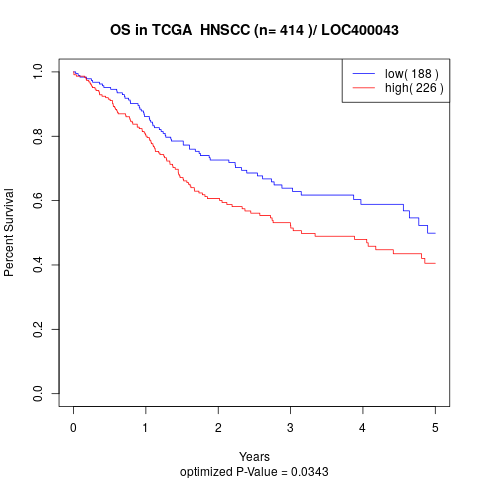 OS in TCGA  HNSCC (n= 414 )/ LOC400043
low( 188 )
high( 226 )
Percent Survival
1.0
0.8
0.6
0.4
0.2
0.0
0 1 2 3 4 5
Years
optimized P-Value = 0.0343